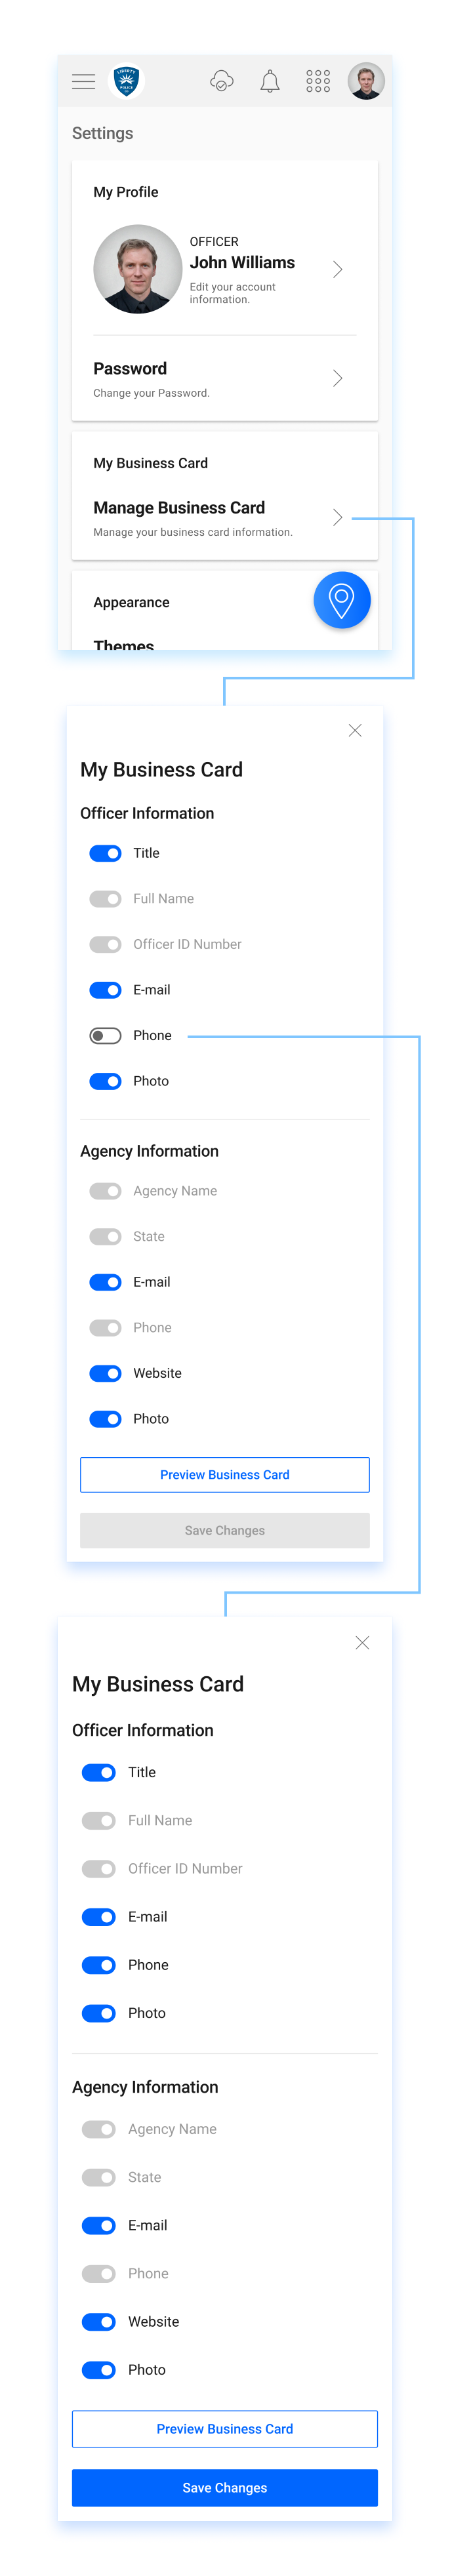 LIBERTY
POLICE
Settings
My Profile
OFFICER
John Williams
Edit your account
information.
Password
Change your Password.
My Business Card
Manage Business Card
Manage your business card information.
Appearance
Themes
My Business Card
Officer Information
Title
Full Name
Officer ID Number
E-mail
Phone
Photo
Agency Information
Agency Name
State
E-mail
Phone
Website
Photo
Preview Business Card
Save Changes
My Business Card
Officer Information
Title
Full Name
Officer ID Number
E-mail
Phone
Photo
Agency Information
Agency Name
State
E-mail
Phone
Website
Photo
Preview Business Card
Save Changes